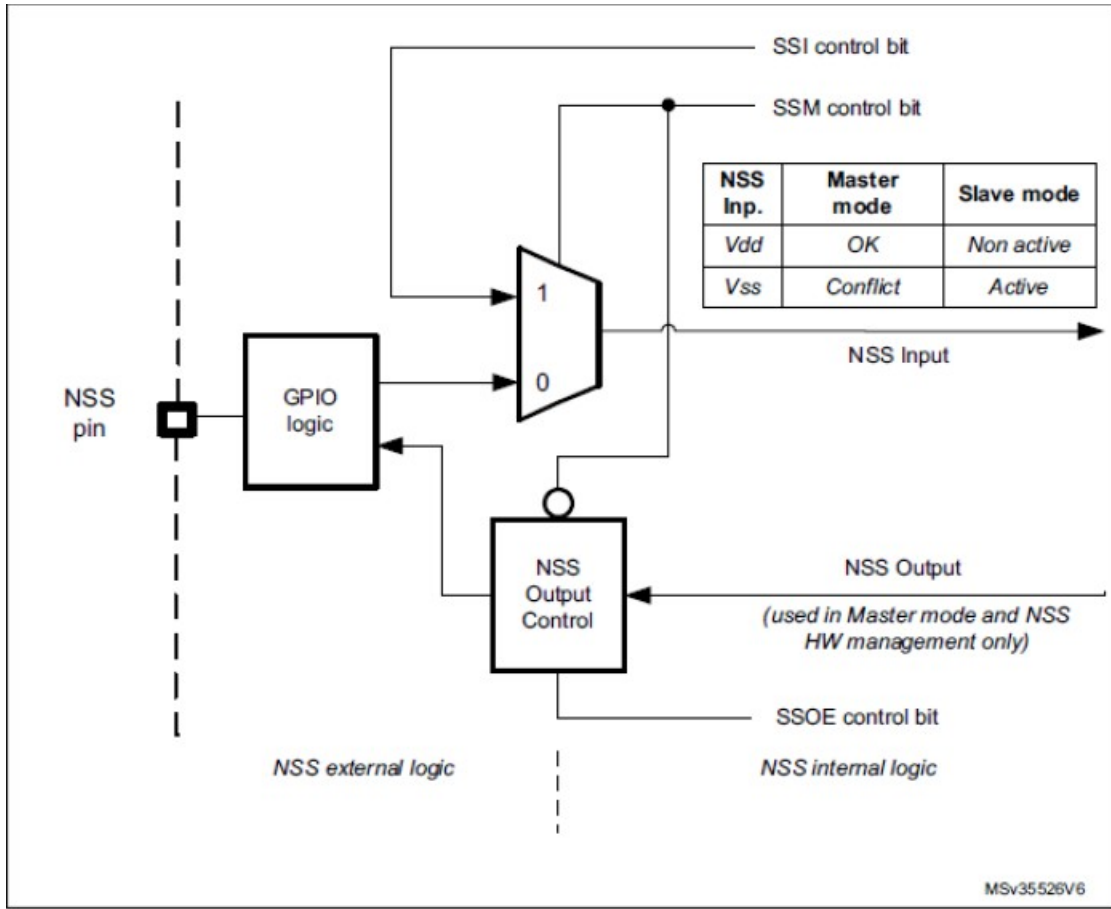 SSI control bit
SSM control bit
NSS Inp.
Master mode
Slave mode
Vdd
OK
Non active
Vss
Conflict
Active
1
0
NSS Input
NSS
pin
GPIO
logic
NSS
Output
Control
NSS Output
(used in Master mode and NSS
HW management only)
SSOE control bit
NSS external logic
NSS internal logic
MSv35526V6